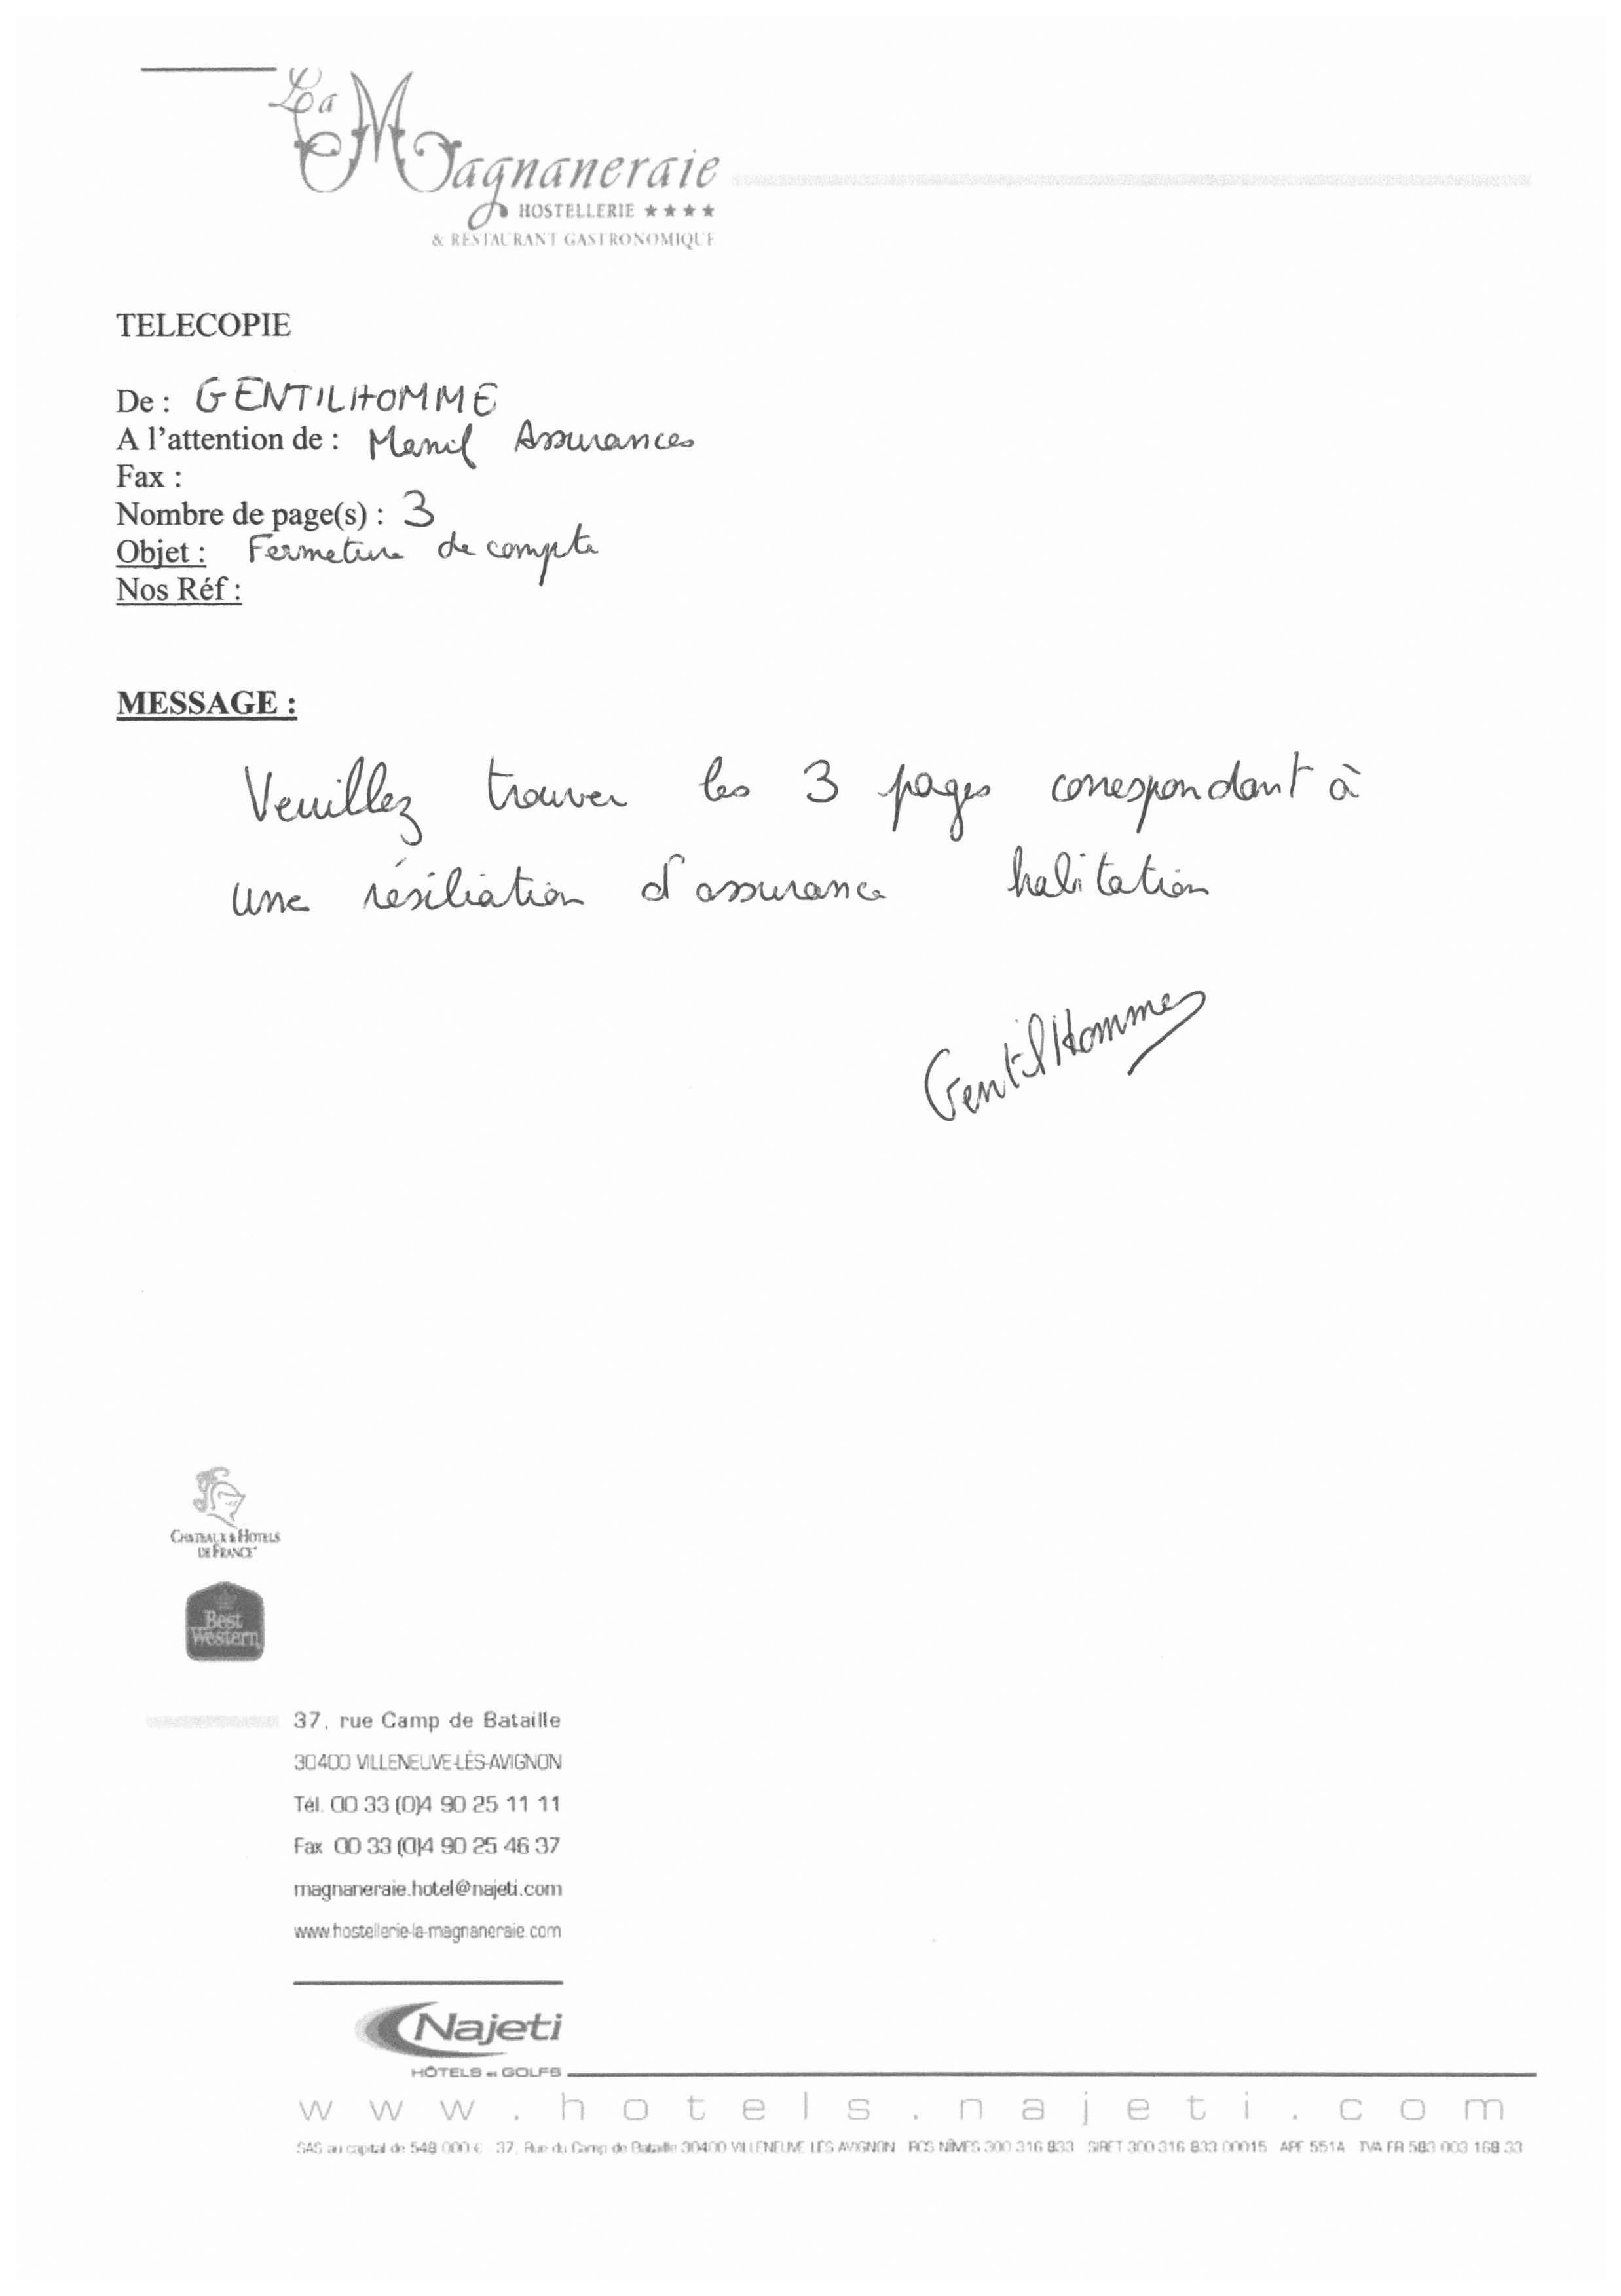 La Magnaneraie
HOSTELLERIE ★★★★
& RESTAURANT GASTRONOMIQUE
TELECOPIE
De : GENTILHOMME
A l'attention de : Manil Assurances
Fax :
Nombre de page(s) : 3
Objet : Fermeture de compte
Nos Réf :
MESSAGE :
Veuillez trouver les 3 pages correspondant à
une résiliation d'assurance habitation
GentilHomme
CHATEAUX & HOTELS
DE FRANCE
Best
Western
37, rue Camp de Bataille
30400 VILLENEUVE-LÈS-AVIGNON
Tél. 00 33 (0)4 90 25 11 11
Fax 00 33 (0)4 90 25 46 37
magnaneraie.hotel@najeti.com
www.hostellerie-la-magnaneraie.com
Najeti
HÔTELS et GOLFS
www.hotels.najeti.com
SAS au capital de 548 000 € 37, Rue du Camp de Bataille 30400 VILLENEUVE LES AVIGNON RCS NÎMES 300 316 833 SIRET 300 316 833 00015 APE 551A TVA FR 583 003 168 33